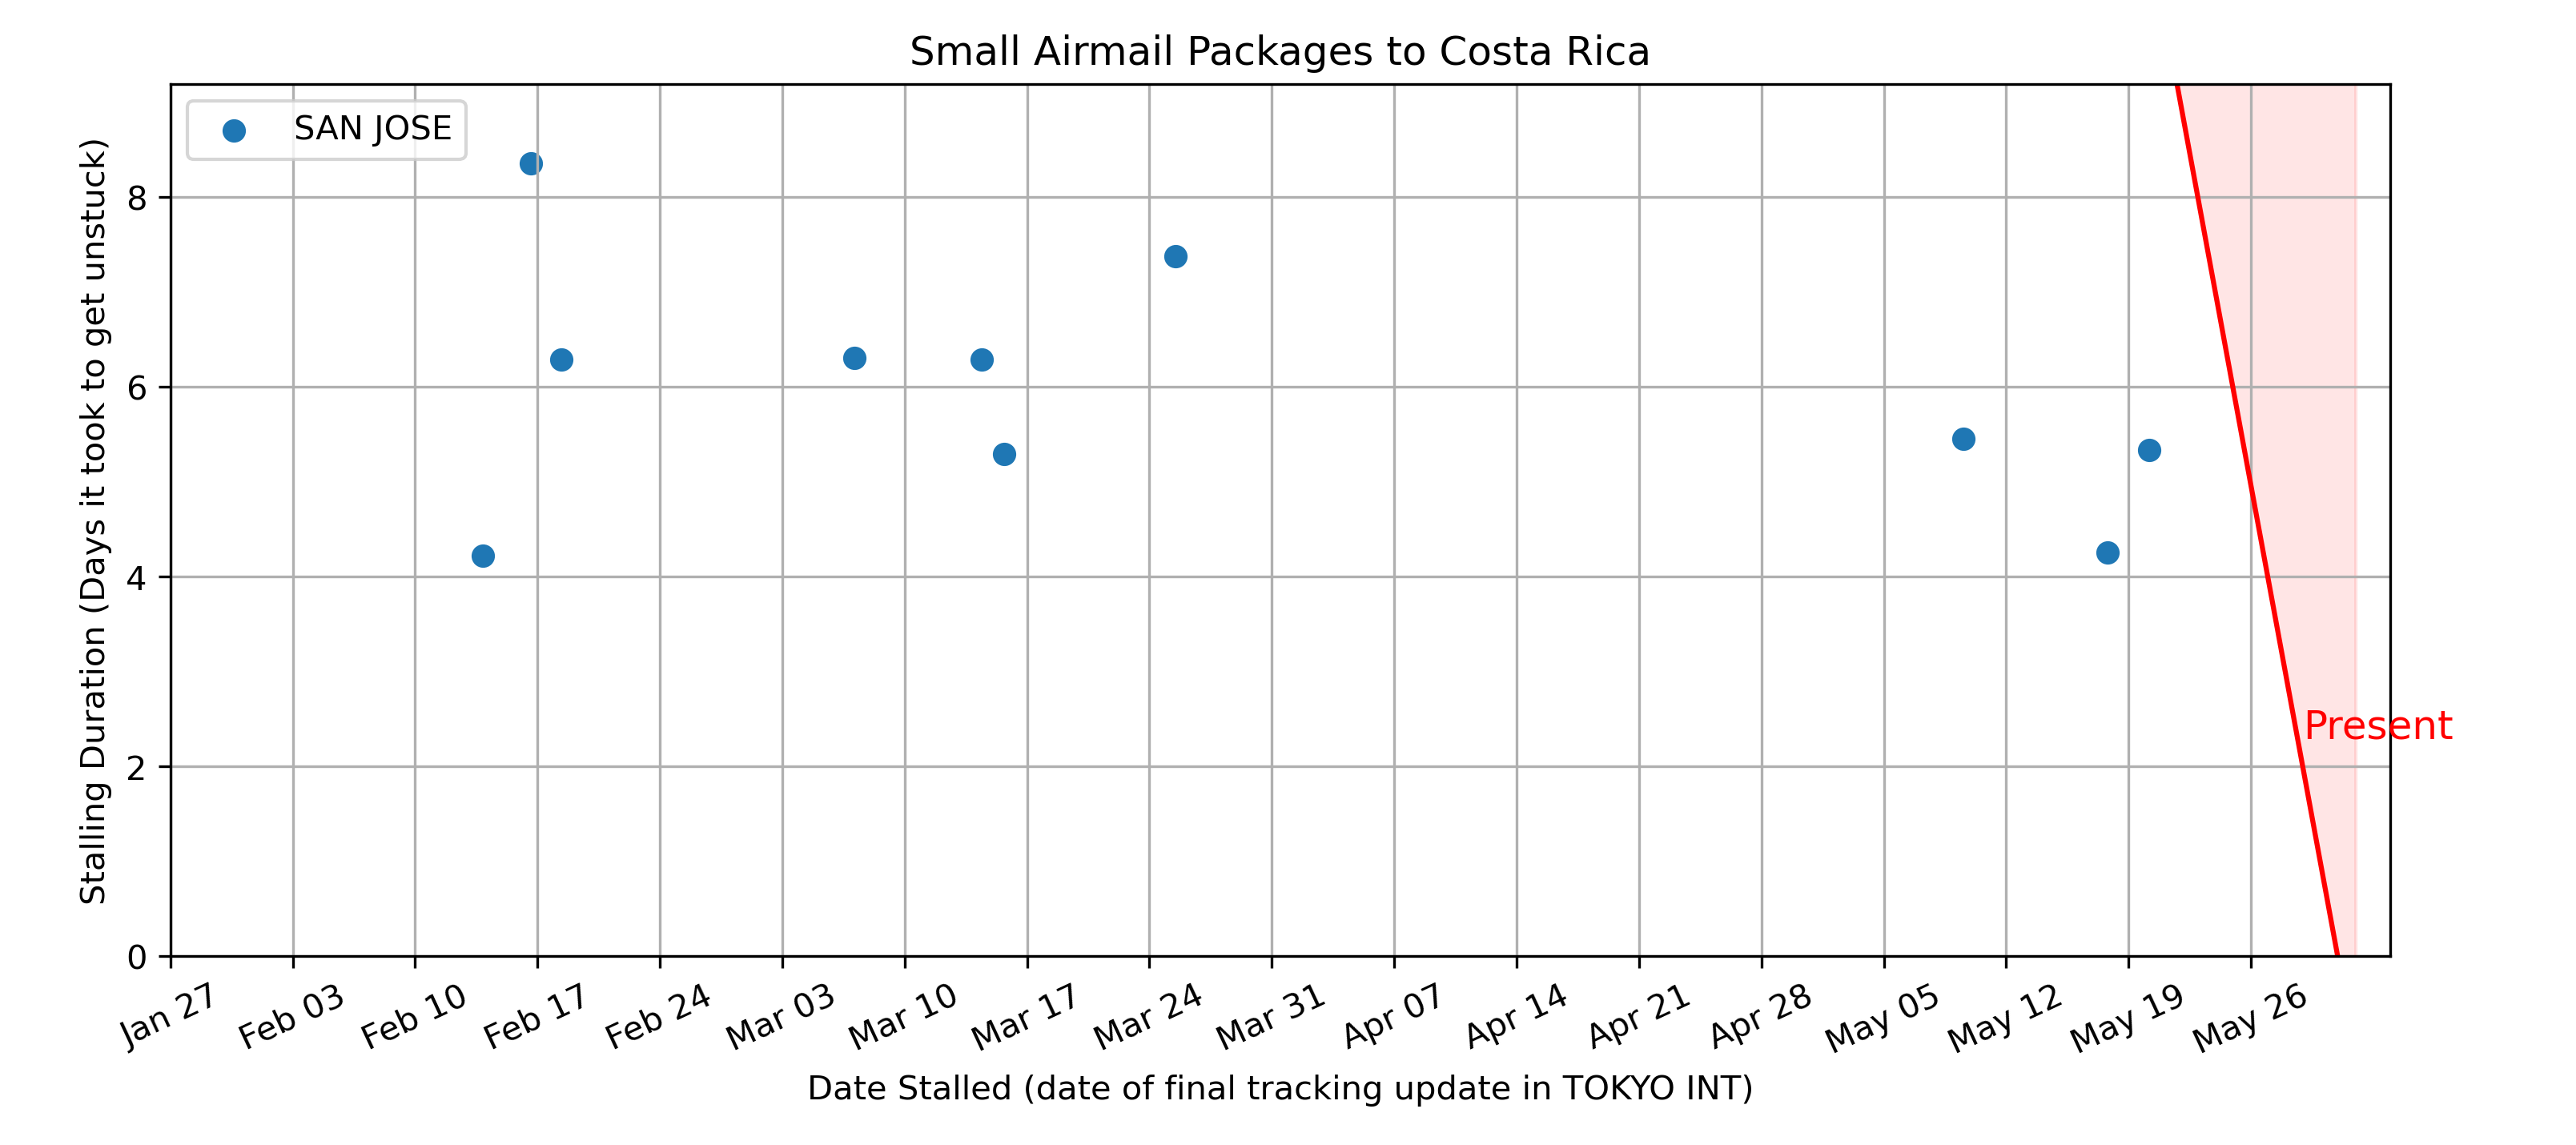 Small Airmail Packages to Costa Rica
SAN JOSE
Stalling Duration (Days it took to get unstuck)
8
6
4
2
0
Present
Jan 27
Feb 03
Feb 10
Feb 17
Feb 24
Mar 03
Mar 10
Mar 17
Mar 24
Mar 31
Apr 07
Apr 14
Apr 21
Apr 28
May 05
May 12
May 19
May 26
Date Stalled (date of final tracking update in TOKYO INT)